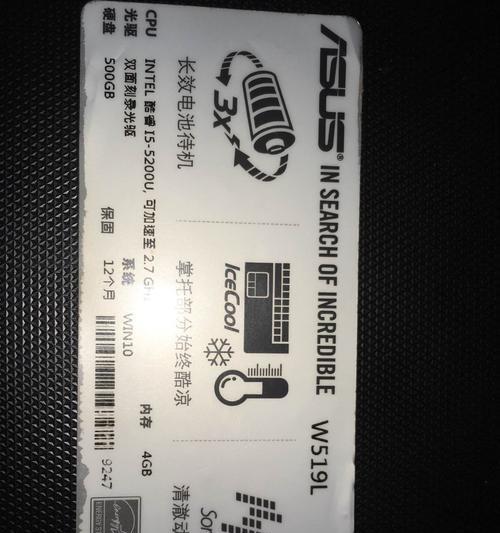 ASUS® IN SEARCH OF INCREDIBLE W519L
3x
长效电池待机
IceCool
掌托部分始终酷凉
清澈动
CPU INTEL 酷睿 I5-5200U, 可加速至 2.7 GHz 内存 4GB
光驱 双面刻录光驱 系统 WIN10
硬盘 500GB 保固 12个月
9247